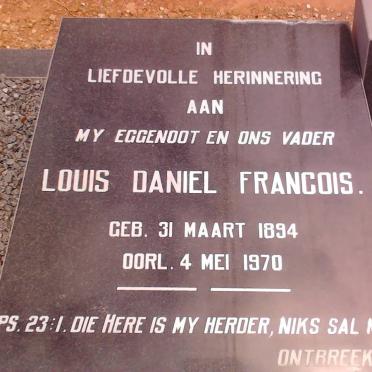 IN
LIEFDEVOLLE HERINNERING
AAN
MY EGGENOOT EN ONS VADER
LOUIS DANIEL FRANCOIS.
GEB. 31 MAART 1894
OORL. 4 MEI 1970
PS. 23:1. DIE HERE IS MY HERDER, NIKS SAL
ONTBREEK